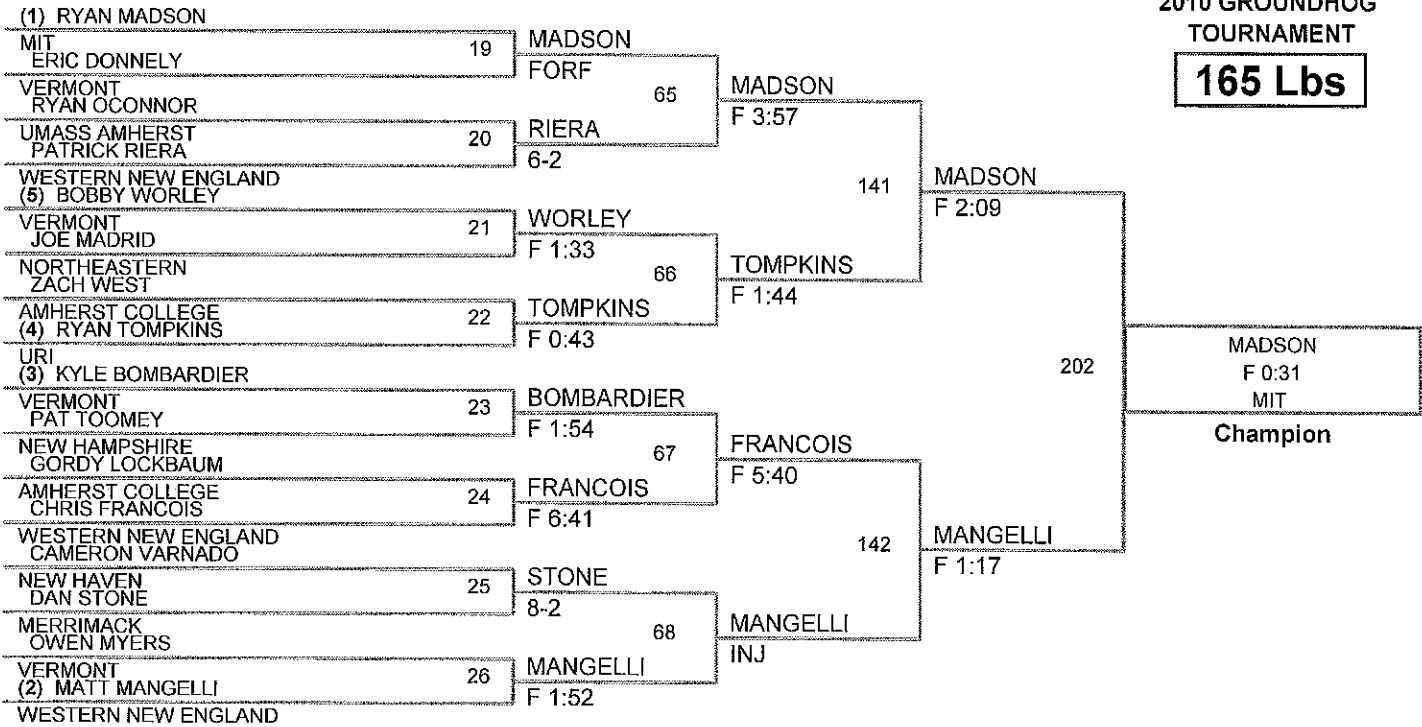 2010 GROUNDHOG
TOURNAMENT
165 Lbs
(1) RYAN MADSON
MIT
ERIC DONNELY
VERMONT
RYAN OCONNOR
UMASS AMHERST
PATRICK RIERA
WESTERN NEW ENGLAND
(5) BOBBY WORLEY
VERMONT
JOE MADRID
NORTHEASTERN
ZACH WEST
AMHERST COLLEGE
(4) RYAN TOMPKINS
URI
(3) KYLE BOMBARDIER
VERMONT
PAT TOOMEY
NEW HAMPSHIRE
GORDY LOCKBAUM
AMHERST COLLEGE
CHRIS FRANCOIS
WESTERN NEW ENGLAND
CAMERON VARNADO
NEW HAVEN
DAN STONE
MERRIMACK
OWEN MYERS
VERMONT
(2) MATT MANGELLI
WESTERN NEW ENGLAND
19
20
21
22
23
24
25
26
MADSON
FORF
RIERA
6-2
WORLEY
F 1:33
TOMPKINS
F 0:43
BOMBARDIER
F 1:54
FRANCOIS
F 6:41
STONE
8-2
MANGELLI
F 1:52
65
66
67
68
MADSON
F 3:57
TOMPKINS
F 1:44
FRANCOIS
F 5:40
MANGELLI
INJ
141
142
MADSON
F 2:09
MANGELLI
F 1:17
202
MADSON
F 0:31
MIT
Champion